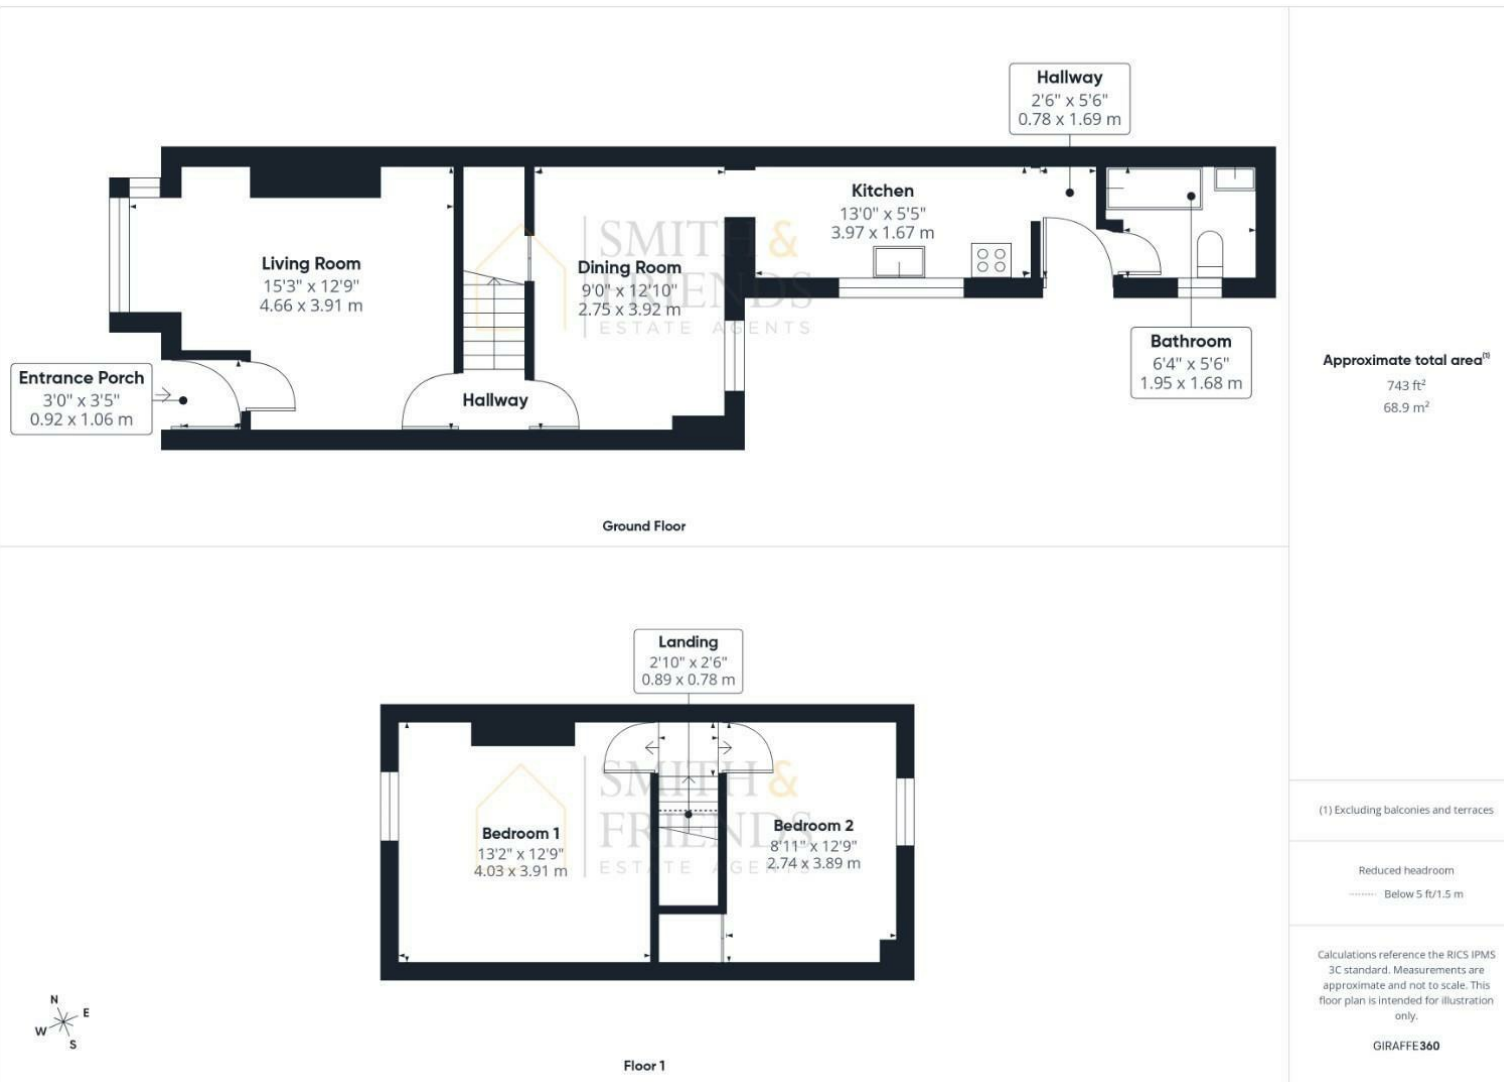 Hallway
2'6" x 5'6"
0.78 x 1.69 m
Kitchen
13'0" x 5'5"
3.97 x 1.67 m
Living Room
15'3" x 12'9"
4.66 x 3.91 m
SMITH &
FRIENDS
ESTATE AGENTS
Dining Room
9'0" x 12'10"
2.75 x 3.92 m
Entrance Porch
3'0" x 3'5"
0.92 x 1.06 m
Hallway
Bathroom
6'4" x 5'6"
1.95 x 1.68 m
Ground Floor
Approximate total area(1)
743 ft²
68.9 m²
Landing
2'10" x 2'6"
0.89 x 0.78 m
SMITH &
FRIENDS
ESTATE AGENTS
Bedroom 1
13'2" x 12'9"
4.03 x 3.91 m
Bedroom 2
8'11" x 12'9"
2.74 x 3.89 m
N
E
W
S
Floor 1
(1) Excluding balconies and terraces
Reduced headroom
Below 5 ft/1.5 m
Calculations reference the RICS IPMS
3C standard. Measurements are
approximate and not to scale. This
floor plan is intended for illustration
only.
GIRAFFE360